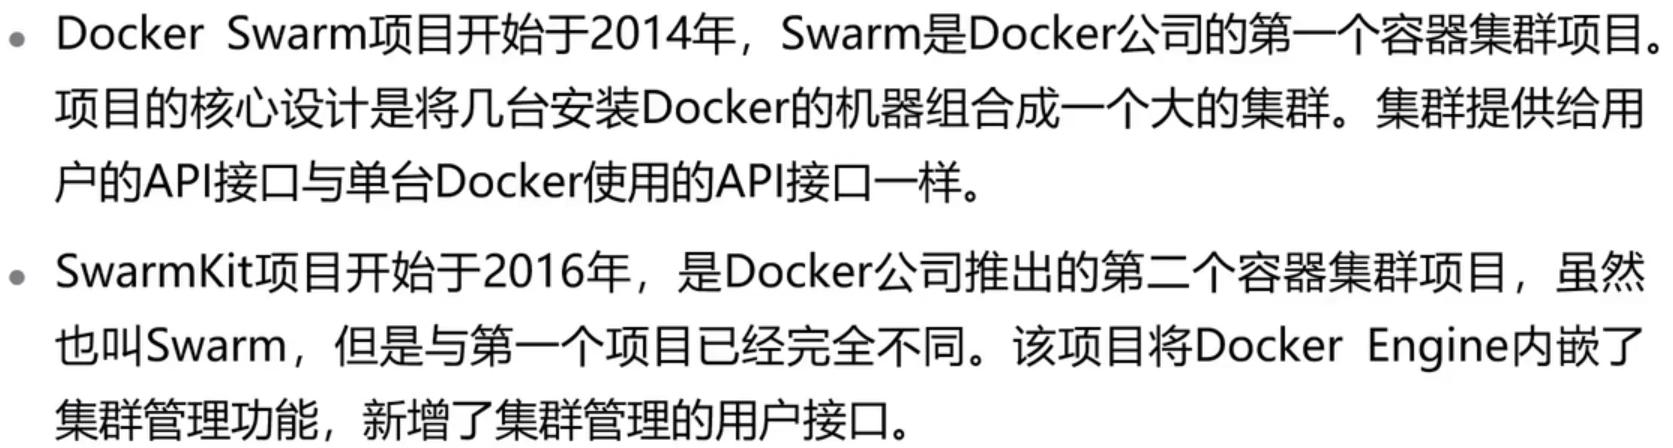 Docker Swarm项目开始于2014年，Swarm是Docker公司的第一个容器集群项目。
项目的核心设计是将几台安装Docker的机器组合成一个大的集群。集群提供给用
户的API接口与单台Docker使用的API接口一样。
SwarmKit项目开始于2016年，是Docker公司推出的第二个容器集群项目，虽然
也叫Swarm，但是与第一个项目已经完全不同。该项目将Docker Engine内嵌了
集群管理功能，新增了集群管理的用户接口。